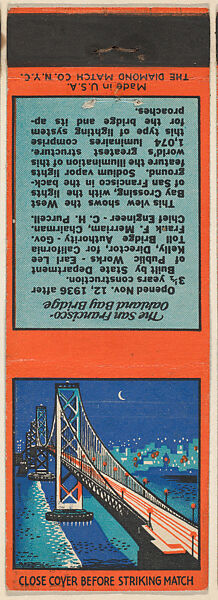 The San Francisco-
Oakland Bay Bridge
Opened Nov. 12, 1936 after
3½ years construction.
Built by State Department
of Public Works - Earl Lee
Kelly, Director, for California
Toll Bridge Authority - Gov.
Frank F. Merriam, Chairman.
Chief Engineer - C. H. Purcell.
This view shows the West
Bay Crossing, with the lights
of San Francisco in the back-
ground. Sodium vapor lights
feature the illumination of this
world's greatest structure.
1,074 luminaires comprise
this type of lighting system
for the bridge and its ap-
proaches.
Made in U.S.A.
THE DIAMOND MATCH CO. N.Y.C.
CLOSE COVER BEFORE STRIKING MATCH